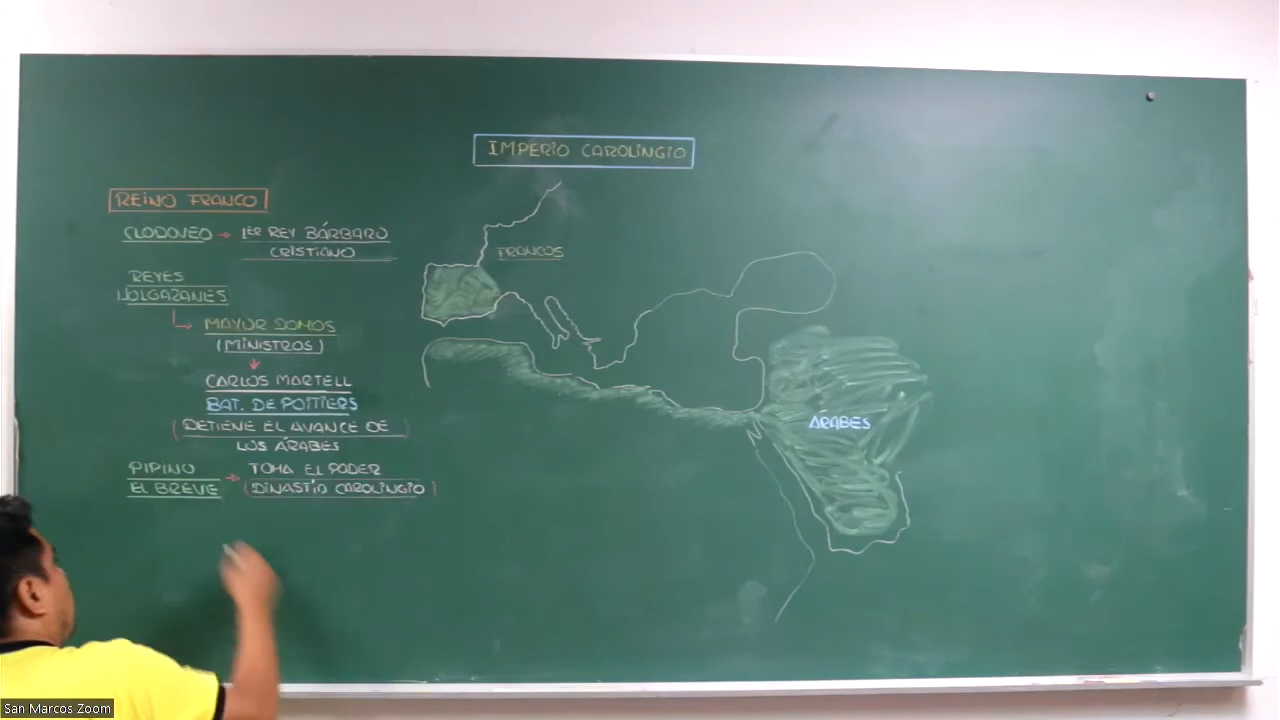 IMPERIO CAROLINGIO
REINO FRANCO
CLODOVEO → 1ER REY BÁRBARO
CRISTIANO
REYES
HOLGAZANES
MAYOR DOMOS
(MINISTROS)
CARLOS MARTELL
BAT. DE POITIERS
(DETIENE EL AVANCE DE
LOS ÁRABES
PIPINO → TOMA EL PODER
EL BREVE (DINASTÍA CAROLINGIO)
FRANCOS
ÁRABES
San Marcos Zoom